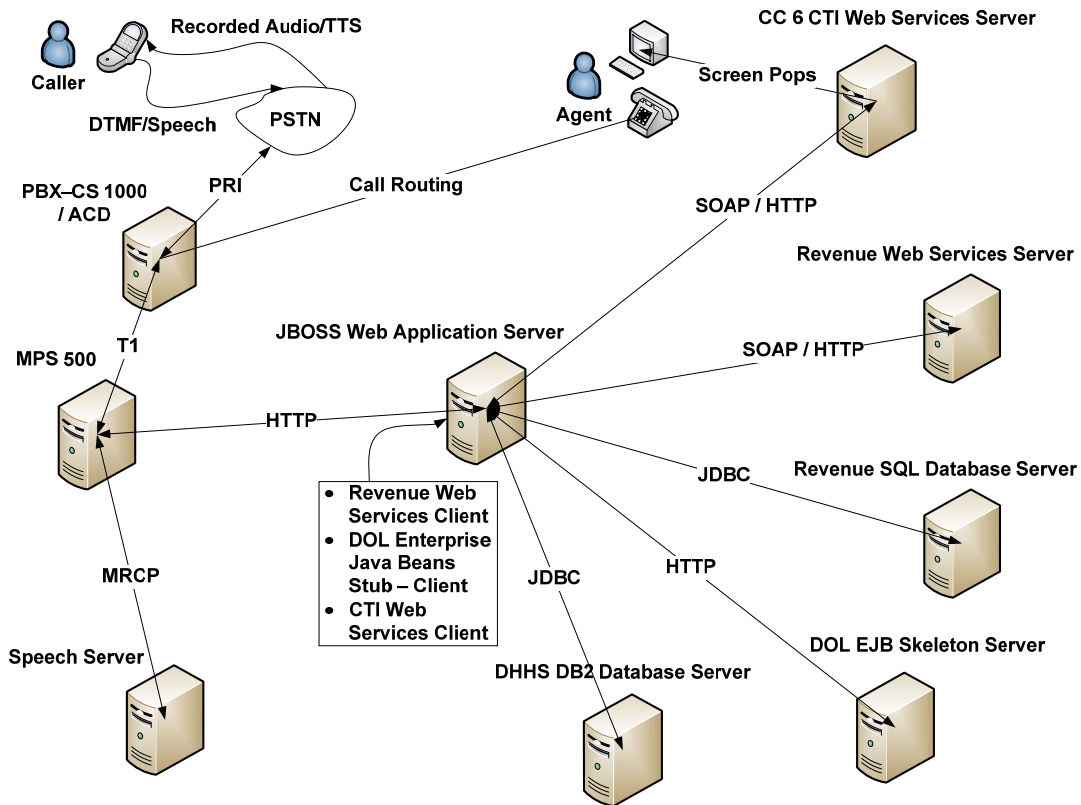 Recorded Audio/TTS
CC 6 CTI Web Services Server
Caller
Screen Pops
Agent
DTMF/Speech
PSTN
PRI
Call Routing
PBX–CS 1000
/ ACD
SOAP / HTTP
Revenue Web Services Server
JBOSS Web Application Server
T1
MPS 500
SOAP / HTTP
HTTP
Revenue SQL Database Server
JDBC
• Revenue Web
Services Client
• DOL Enterprise
Java Beans
Stub – Client
• CTI Web
Services Client
MRCP
JDBC
HTTP
Speech Server
DHHS DB2 Database Server
DOL EJB Skeleton Server